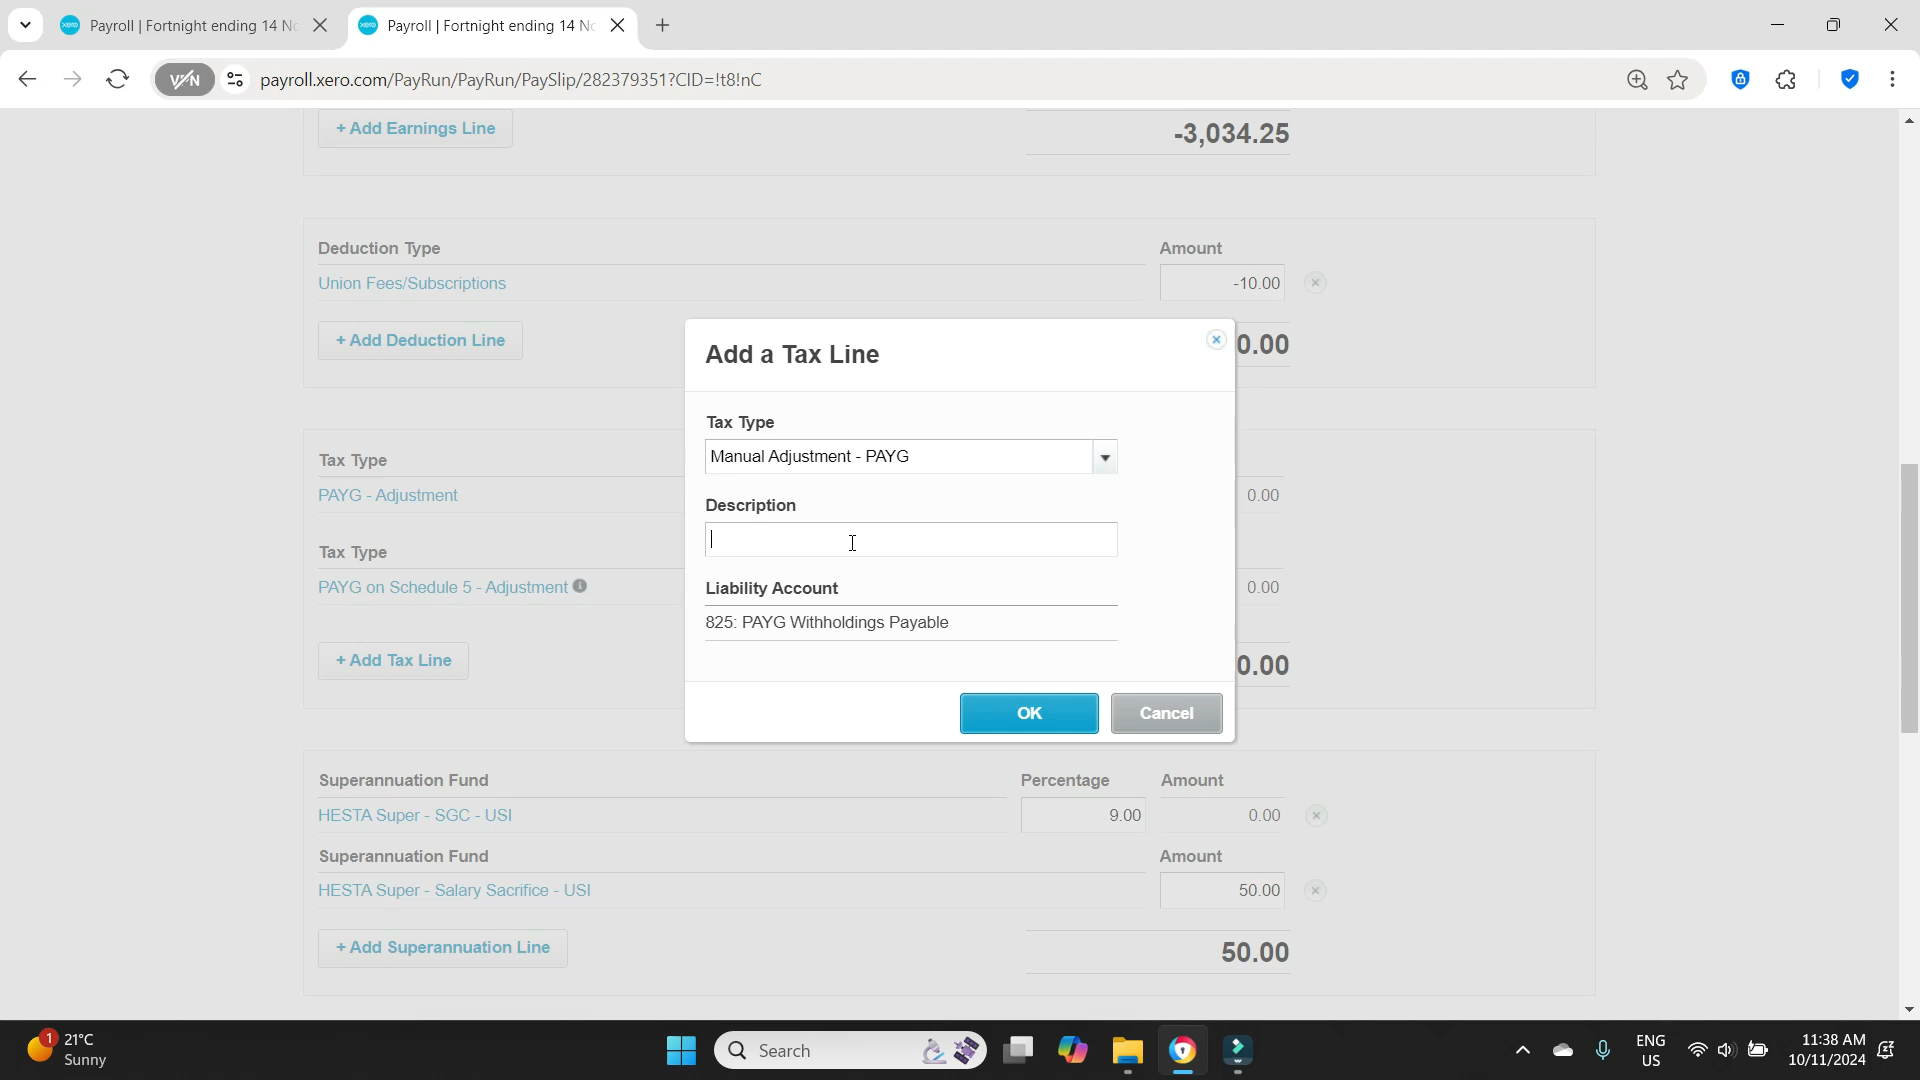 Payroll | Fortnight ending 14 No
Payroll | Fortnight ending 14 No
VPN
payroll.xero.com/PayRun/PayRun/PaySlip/282379351?CID=!t8!nC
+ Add Earnings Line
-3,034.25
Deduction Type Amount
Union Fees/Subscriptions -10.00
+ Add Deduction Line
0.00
Add a Tax Line
Tax Type
Manual Adjustment - PAYG
Description
Liability Account
825: PAYG Withholdings Payable
OK Cancel
Tax Type
PAYG - Adjustment 0.00
Tax Type
PAYG on Schedule 5 - Adjustment 0.00
+ Add Tax Line
0.00
Superannuation Fund Percentage Amount
HESTA Super - SGC - USI 9.00 0.00
Superannuation Fund Amount
HESTA Super - Salary Sacrifice - USI 50.00
+ Add Superannuation Line
50.00
1
21°C
Sunny
Search
ENG
US
11:38 AM
10/11/2024